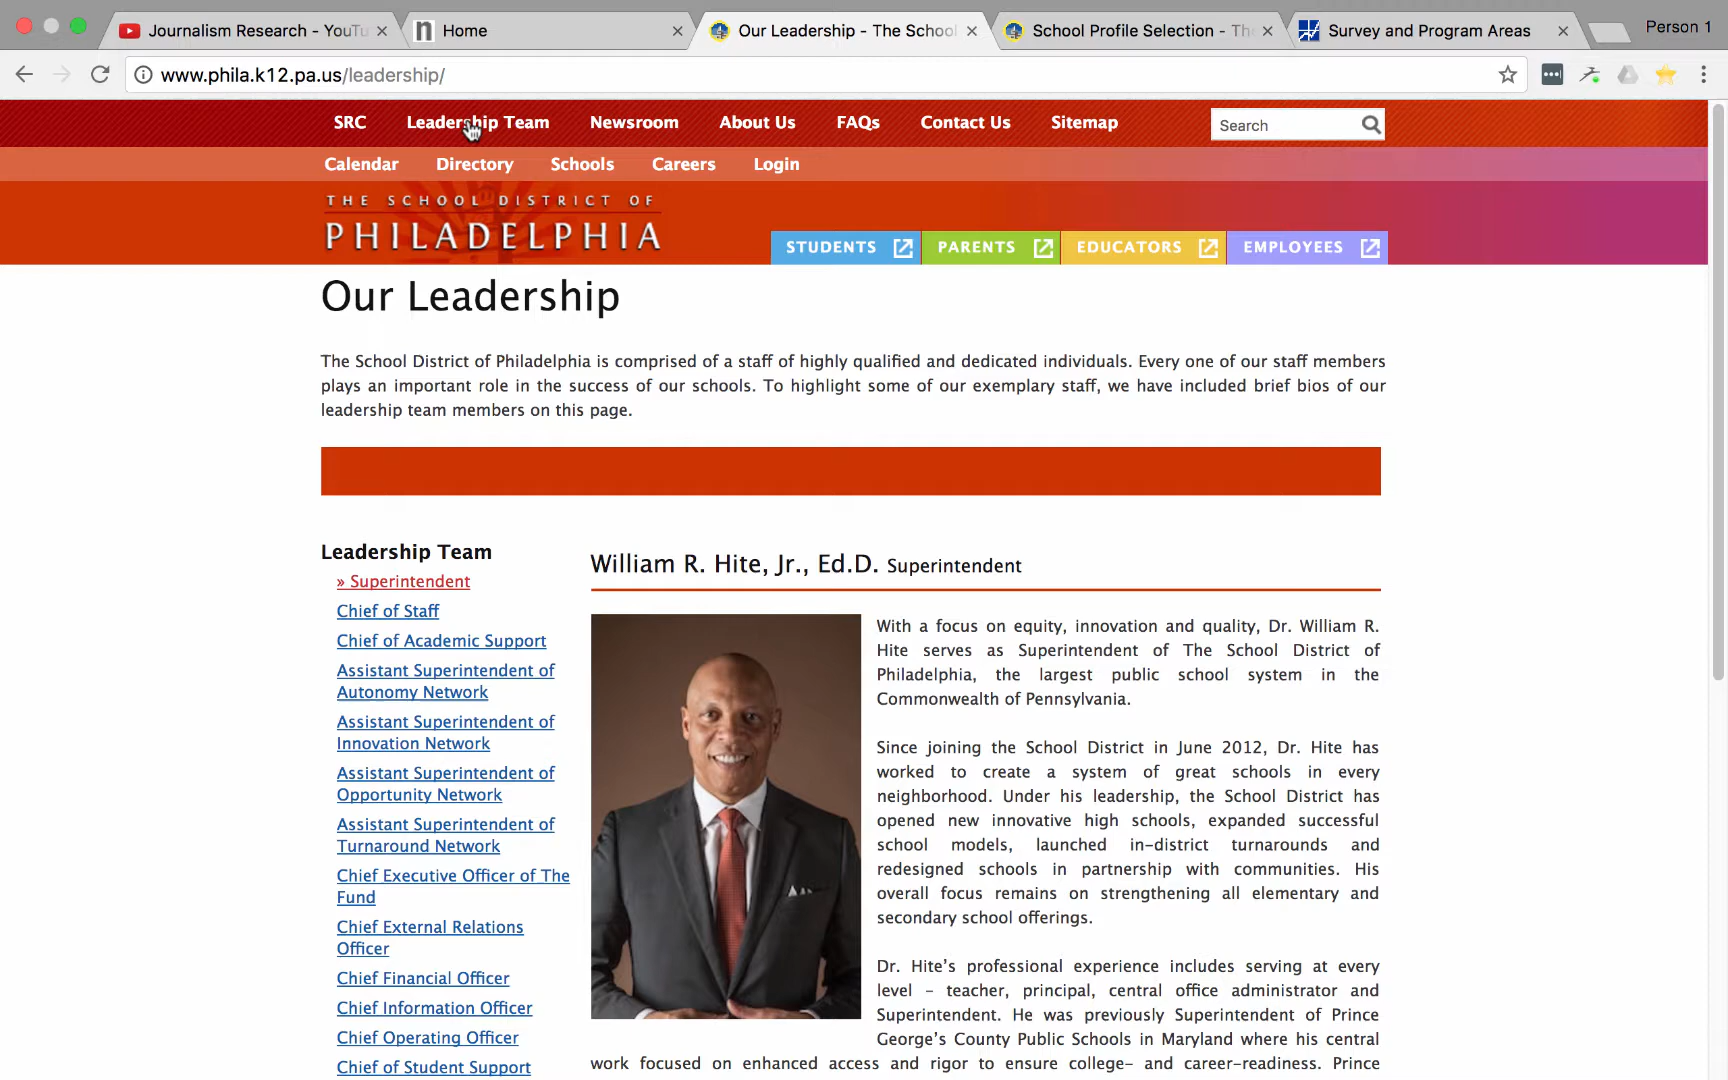 Journalism Research - YouTu
Home
Our Leadership - The School
School Profile Selection - The
Survey and Program Areas
Person 1
www.phila.k12.pa.us/leadership/
SRC
Leadership Team
Newsroom
About Us
FAQs
Contact Us
Sitemap
Search
Calendar
Directory
Schools
Careers
Login
THE SCHOOL DISTRICT OF
PHILADELPHIA
STUDENTS
PARENTS
EDUCATORS
EMPLOYEES
Our Leadership
The School District of Philadelphia is comprised of a staff of highly qualified and dedicated individuals. Every one of our staff members
plays an important role in the success of our schools. To highlight some of our exemplary staff, we have included brief bios of our
leadership team members on this page.
Leadership Team
» Superintendent
Chief of Staff
Chief of Academic Support
Assistant Superintendent of
Autonomy Network
Assistant Superintendent of
Innovation Network
Assistant Superintendent of
Opportunity Network
Assistant Superintendent of
Turnaround Network
Chief Executive Officer of The
Fund
Chief External Relations
Officer
Chief Financial Officer
Chief Information Officer
Chief Operating Officer
Chief of Student Support
William R. Hite, Jr., Ed.D. Superintendent
With a focus on equity, innovation and quality, Dr. William R.
Hite serves as Superintendent of The School District of
Philadelphia, the largest public school system in the
Commonwealth of Pennsylvania.
Since joining the School District in June 2012, Dr. Hite has
worked to create a system of great schools in every
neighborhood. Under his leadership, the School District has
opened new innovative high schools, expanded successful
school models, launched in-district turnarounds and
redesigned schools in partnership with communities. His
overall focus remains on strengthening all elementary and
secondary school offerings.
Dr. Hite's professional experience includes serving at every
level – teacher, principal, central office administrator and
Superintendent. He was previously Superintendent of Prince
George's County Public Schools in Maryland where his central
work focused on enhanced access and rigor to ensure college- and career-readiness. Prince